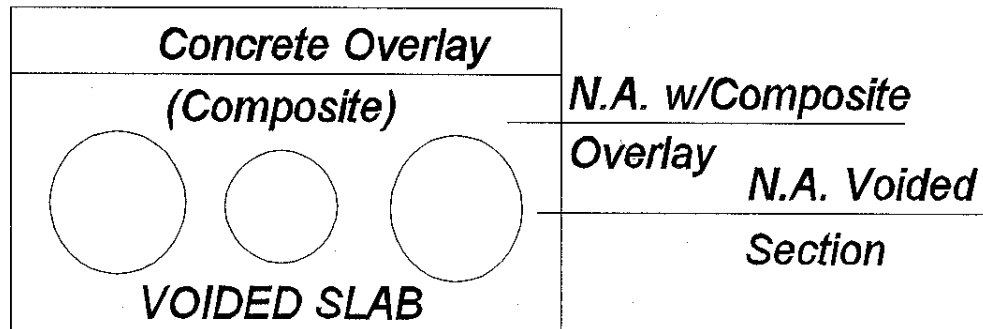 Concrete Overlay
(Composite)
N.A. w/Composite
Overlay
N.A. Voided
Section
VOIDED SLAB